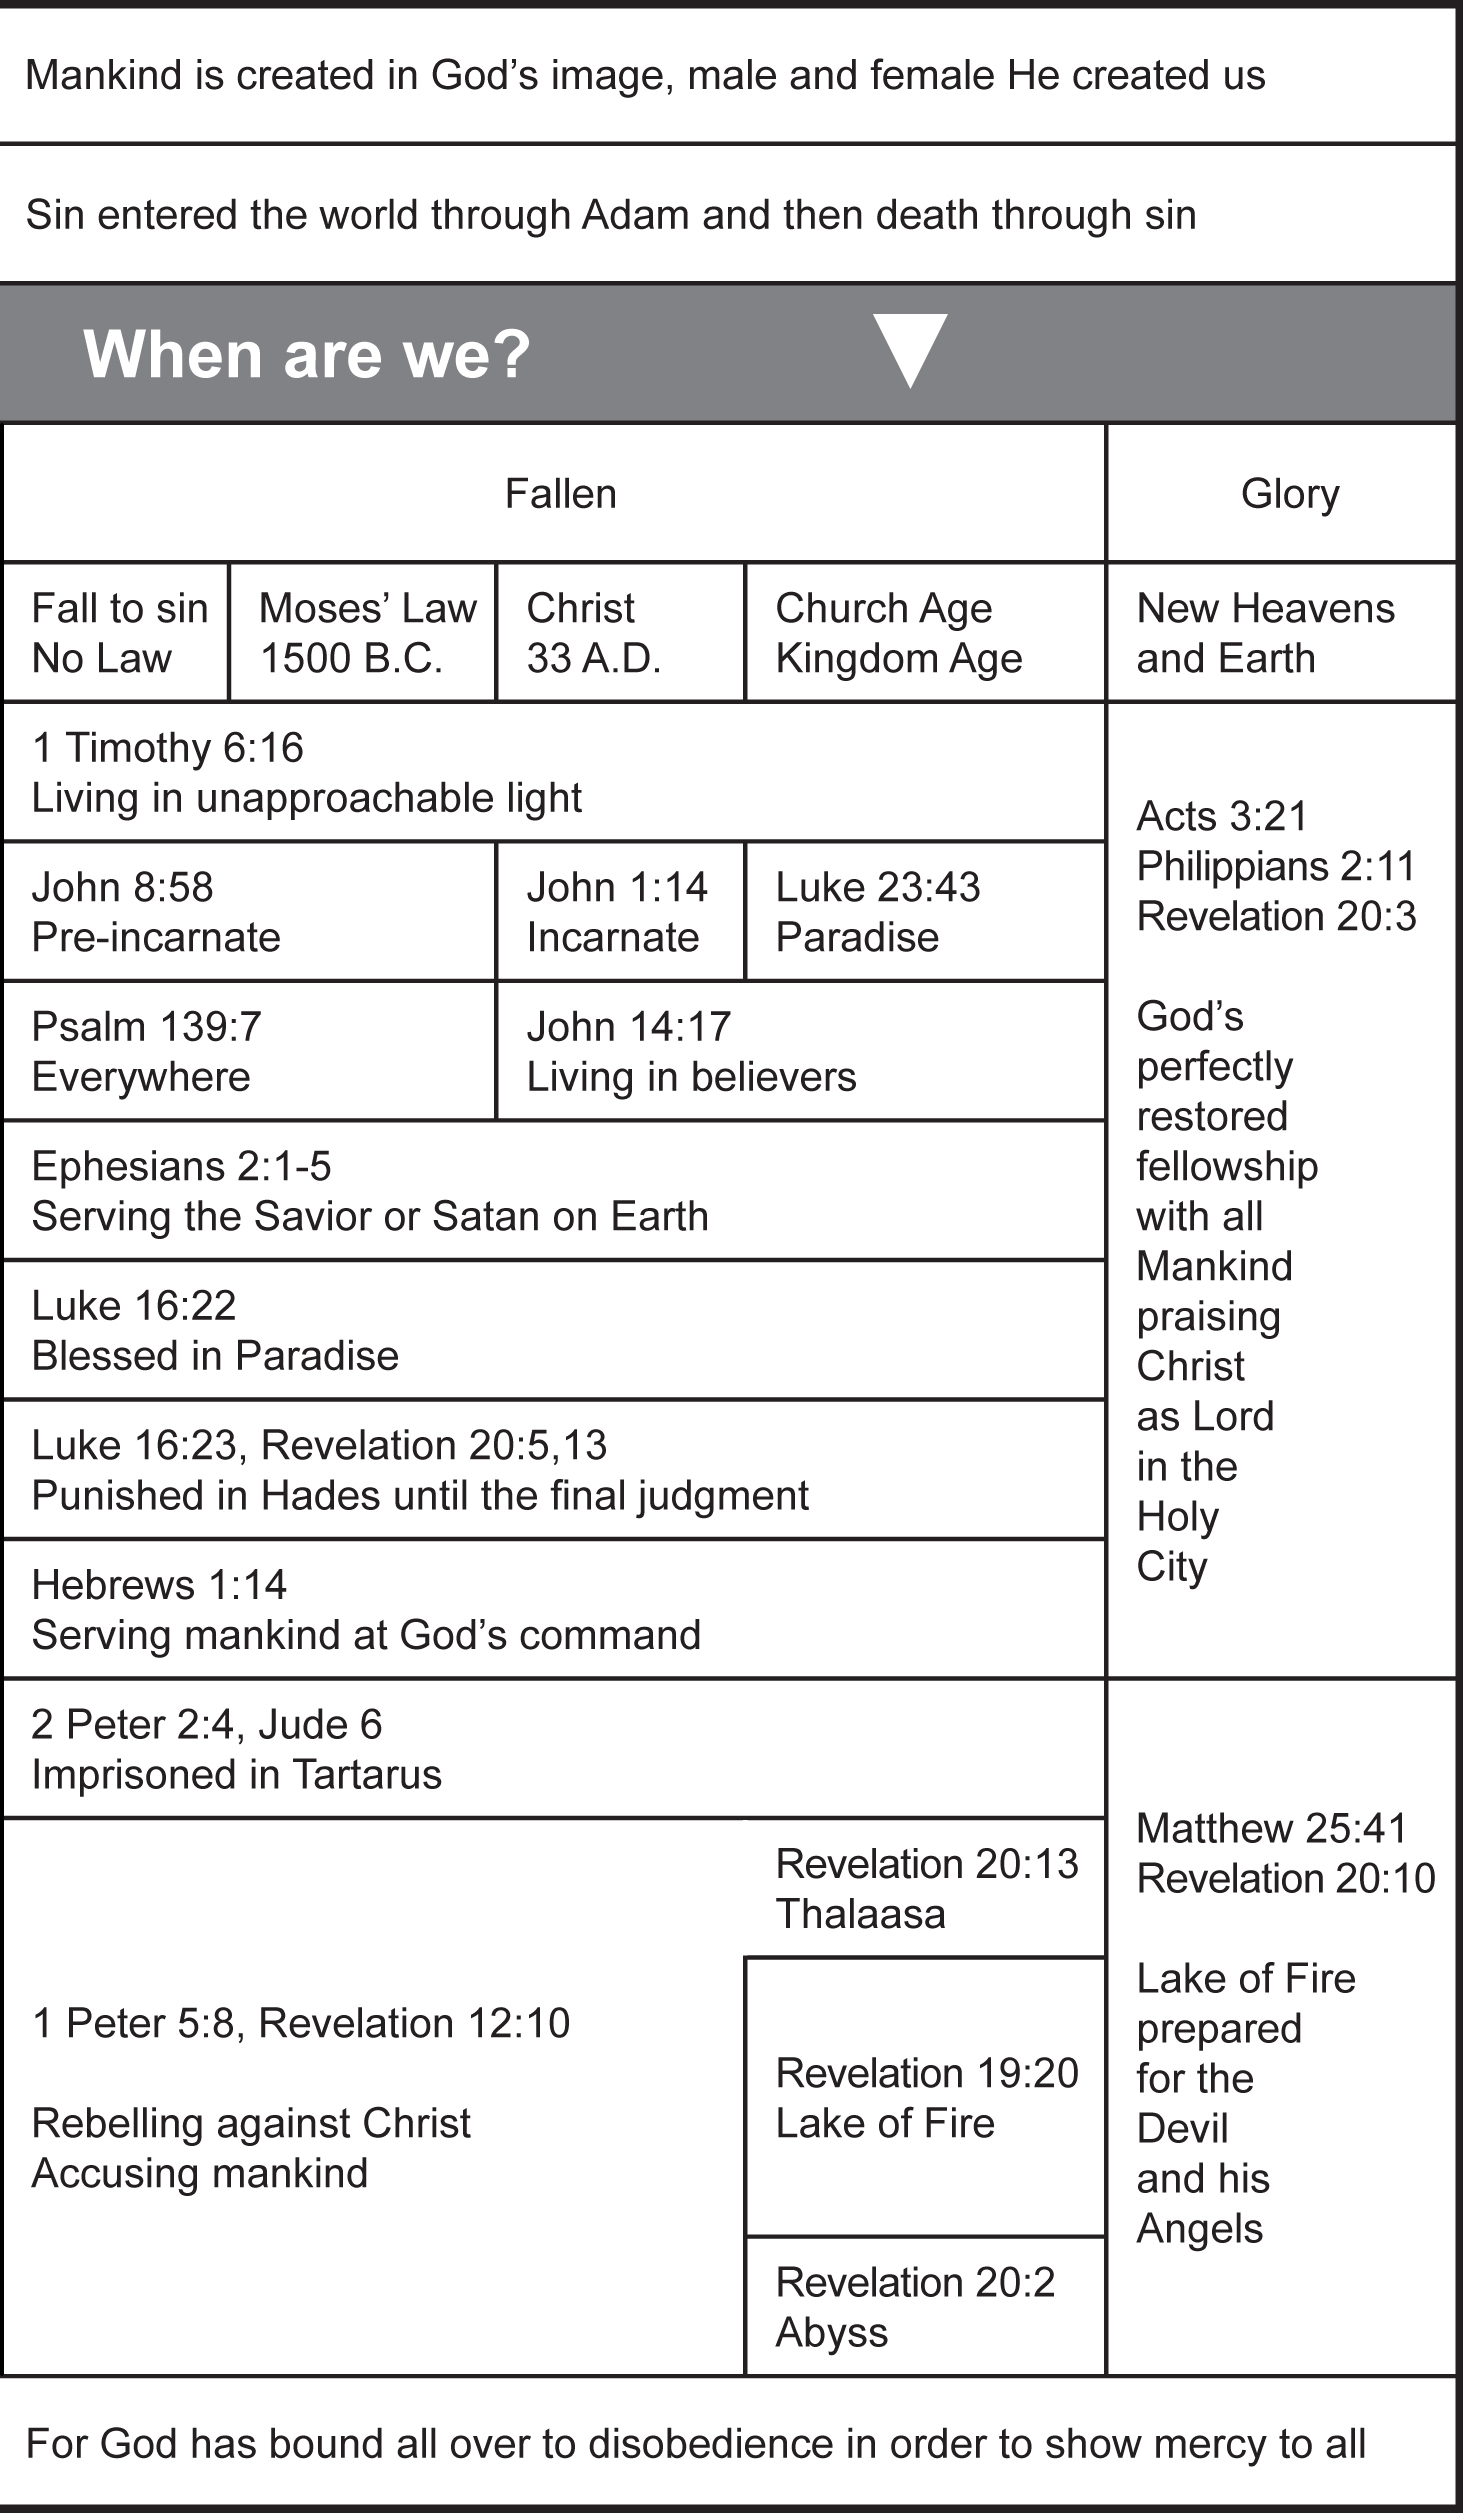 Mankind is created in God’s image, male and female He created us
Sin entered the world through Adam and then death through sin
When are we?
Fallen
Glory
Fall to sin
No Law
Moses’ Law
1500 B.C.
Christ
33 A.D.
Church Age
Kingdom Age
New Heavens
and Earth
1 Timothy 6:16
Living in unapproachable light
John 8:58
Pre-incarnate
John 1:14
Incarnate
Luke 23:43
Paradise
Psalm 139:7
Everywhere
John 14:17
Living in believers
Ephesians 2:1-5
Serving the Savior or Satan on Earth
Luke 16:22
Blessed in Paradise
Luke 16:23, Revelation 20:5,13
Punished in Hades until the final judgment
Hebrews 1:14
Serving mankind at God’s command
Acts 3:21
Philippians 2:11
Revelation 20:3
God’s
perfectly
restored
fellowship
with all
Mankind
praising
Christ
as Lord
in the
Holy
City
2 Peter 2:4, Jude 6
Imprisoned in Tartarus
1 Peter 5:8, Revelation 12:10
Rebelling against Christ
Accusing mankind
Revelation 20:13
Thalaasa
Revelation 19:20
Lake of Fire
Revelation 20:2
Abyss
Matthew 25:41
Revelation 20:10
Lake of Fire
prepared
for the
Devil
and his
Angels
For God has bound all over to disobedience in order to show mercy to all